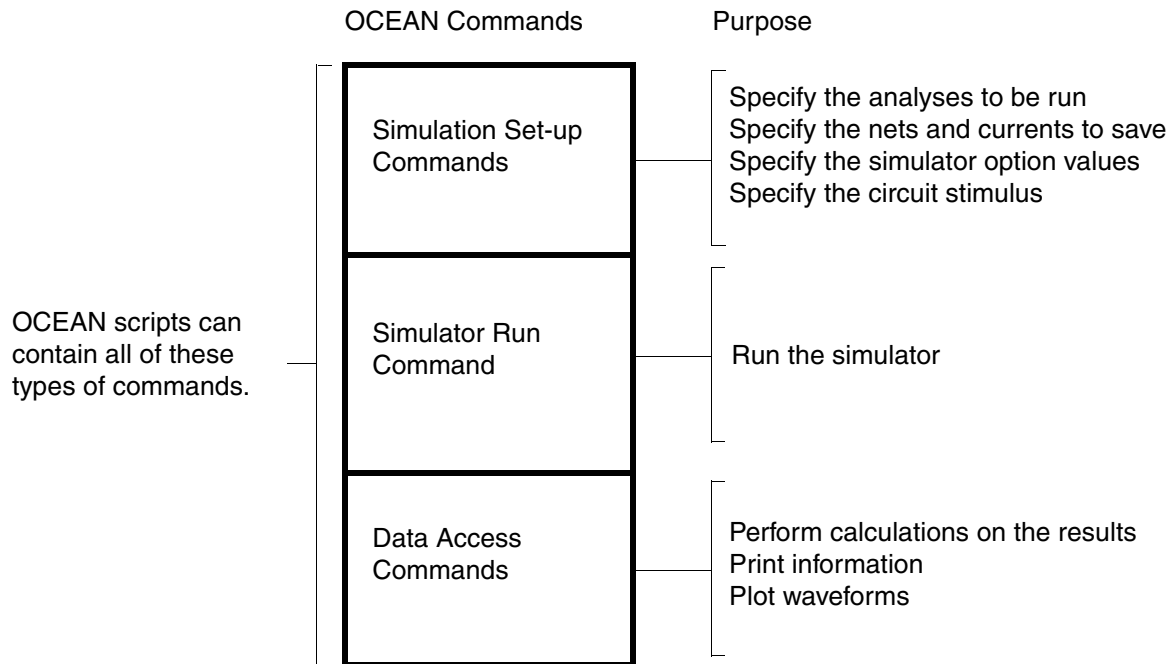 OCEAN Commands
Purpose
Simulation Set-up
Commands
Specify the analyses to be run
Specify the nets and currents to save
Specify the simulator option values
Specify the circuit stimulus
OCEAN scripts can
contain all of these
types of commands.
Simulator Run
Command
Run the simulator
Data Access
Commands
Perform calculations on the results
Print information
Plot waveforms